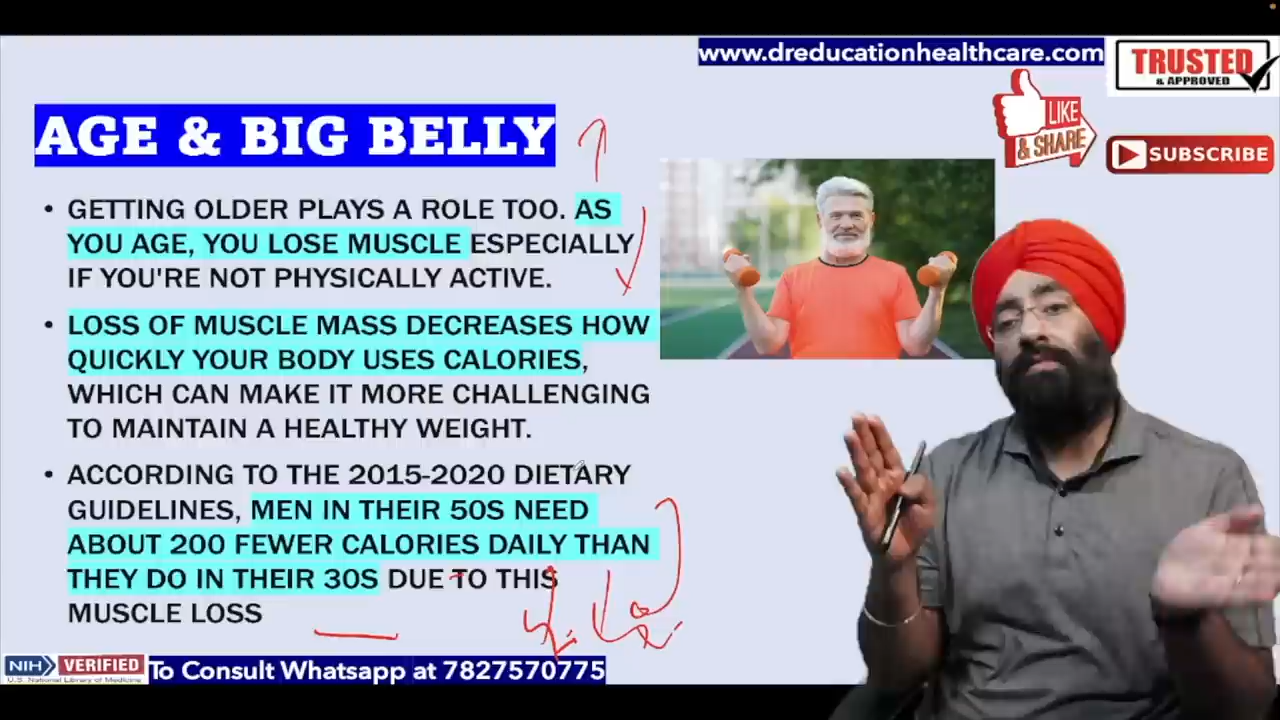 www.dreducationhealthcare.com
TRUSTED
& APPROVED
LIKE
& SHARE
SUBSCRIBE
AGE & BIG BELLY
• GETTING OLDER PLAYS A ROLE TOO. AS
YOU AGE, YOU LOSE MUSCLE ESPECIALLY
IF YOU'RE NOT PHYSICALLY ACTIVE.
• LOSS OF MUSCLE MASS DECREASES HOW
QUICKLY YOUR BODY USES CALORIES,
WHICH CAN MAKE IT MORE CHALLENGING
TO MAINTAIN A HEALTHY WEIGHT.
• ACCORDING TO THE 2015-2020 DIETARY
GUIDELINES, MEN IN THEIR 50S NEED
ABOUT 200 FEWER CALORIES DAILY THAN
THEY DO IN THEIR 30S DUE TO THIS
MUSCLE LOSS
NIH VERIFIED
U.S. National Library of Medicine
To Consult Whatsapp at 7827570775